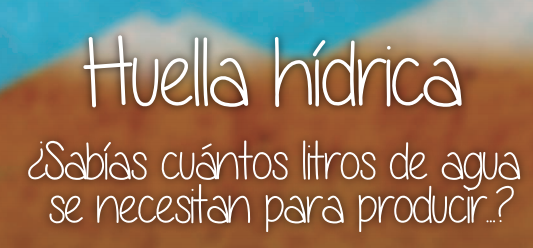 Huella hídrica
¿Sabías cuántos litros de agua
se necesitan para producir...?